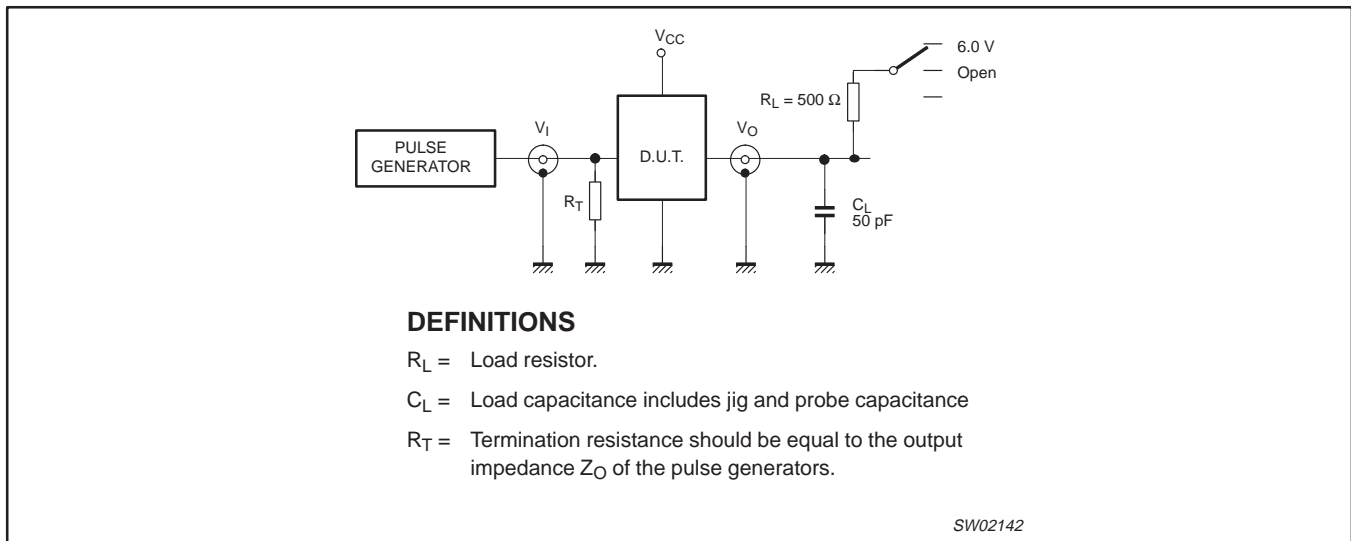 VCC
6.0 V
Open
RL = 500 Ω
VI
VO
PULSE
GENERATOR
D.U.T.
RT
CL
50 pF
DEFINITIONS
RL = Load resistor.
CL = Load capacitance includes jig and probe capacitance
RT = Termination resistance should be equal to the output
impedance ZO of the pulse generators.
SW02142